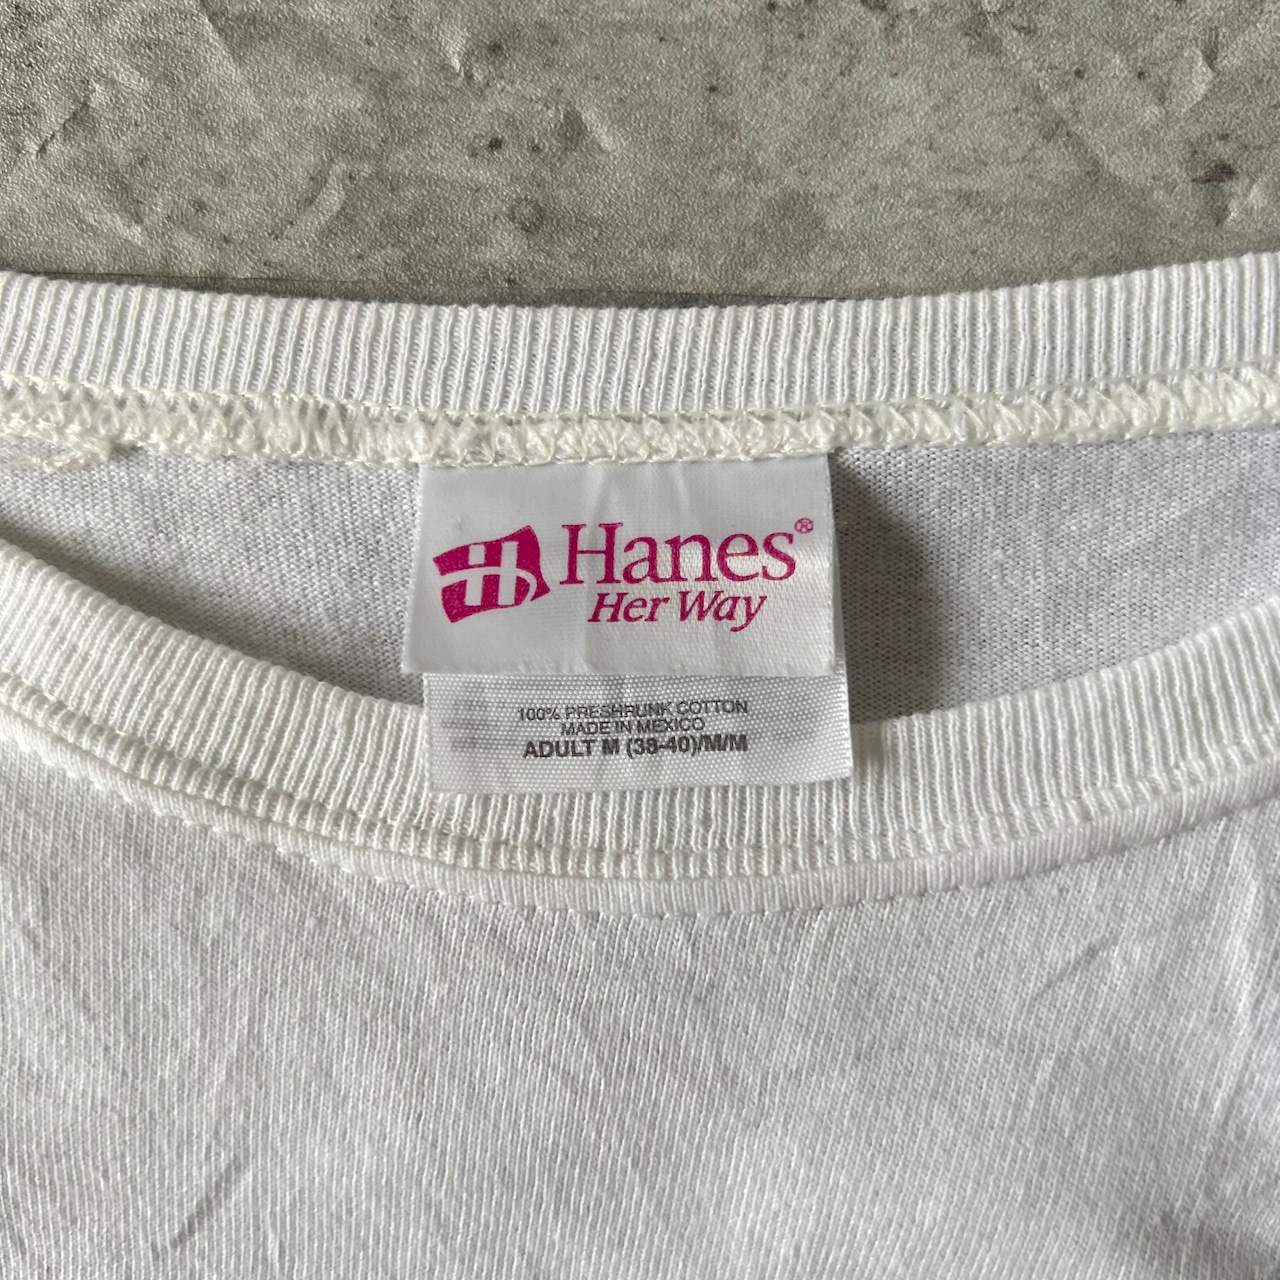 H Hanes®
Her Way
100% PRESHRUNK COTTON
MADE IN MEXICO
ADULT M (38-40)/M/M